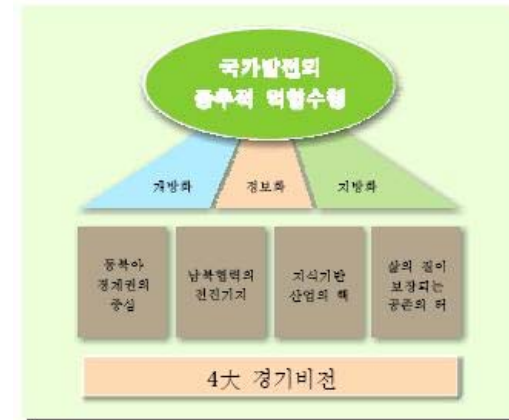 국가발전의
중추적 역할수행
개방화
정보화
지방화
동북아
경제권의
중심
남북협력의
전진기지
지식기반
산업의 핵
삶의 질이
보장되는
공존의 터
4大 경기비전